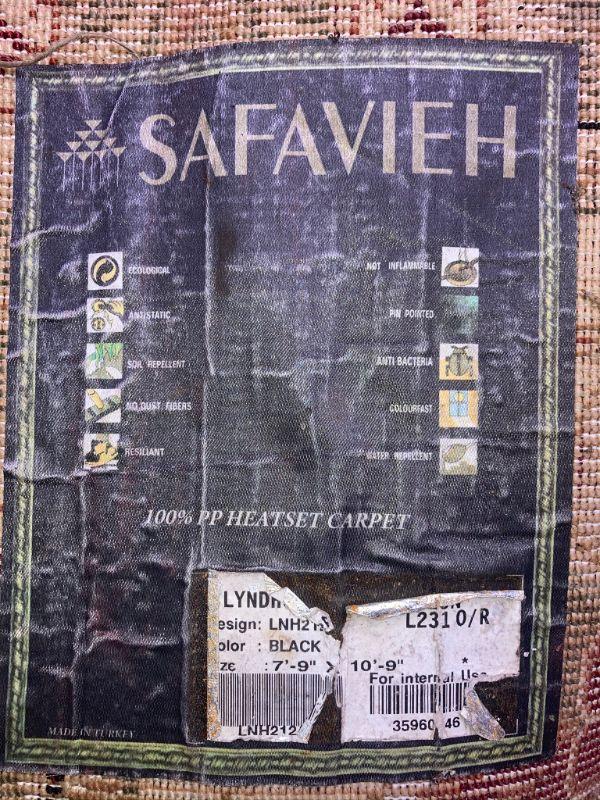 SAFAVIEH
ECOLOGICAL
ANTISTATIC
SOIL REPELLENT
NO DUST FIBERS
RESILIANT
NOT INFLAMMABLE
PIN POINTED
ANTI BACTERIA
COLOURFAST
WATER REPELLENT
100% PP HEATSET CARPET
LYNDH
L231 O/R
esign: LNH21
olor : BLACK
ze : 7'-9" X 10'-9"
For internal Use
*
LNH212
35960 46
MADE IN TURKEY